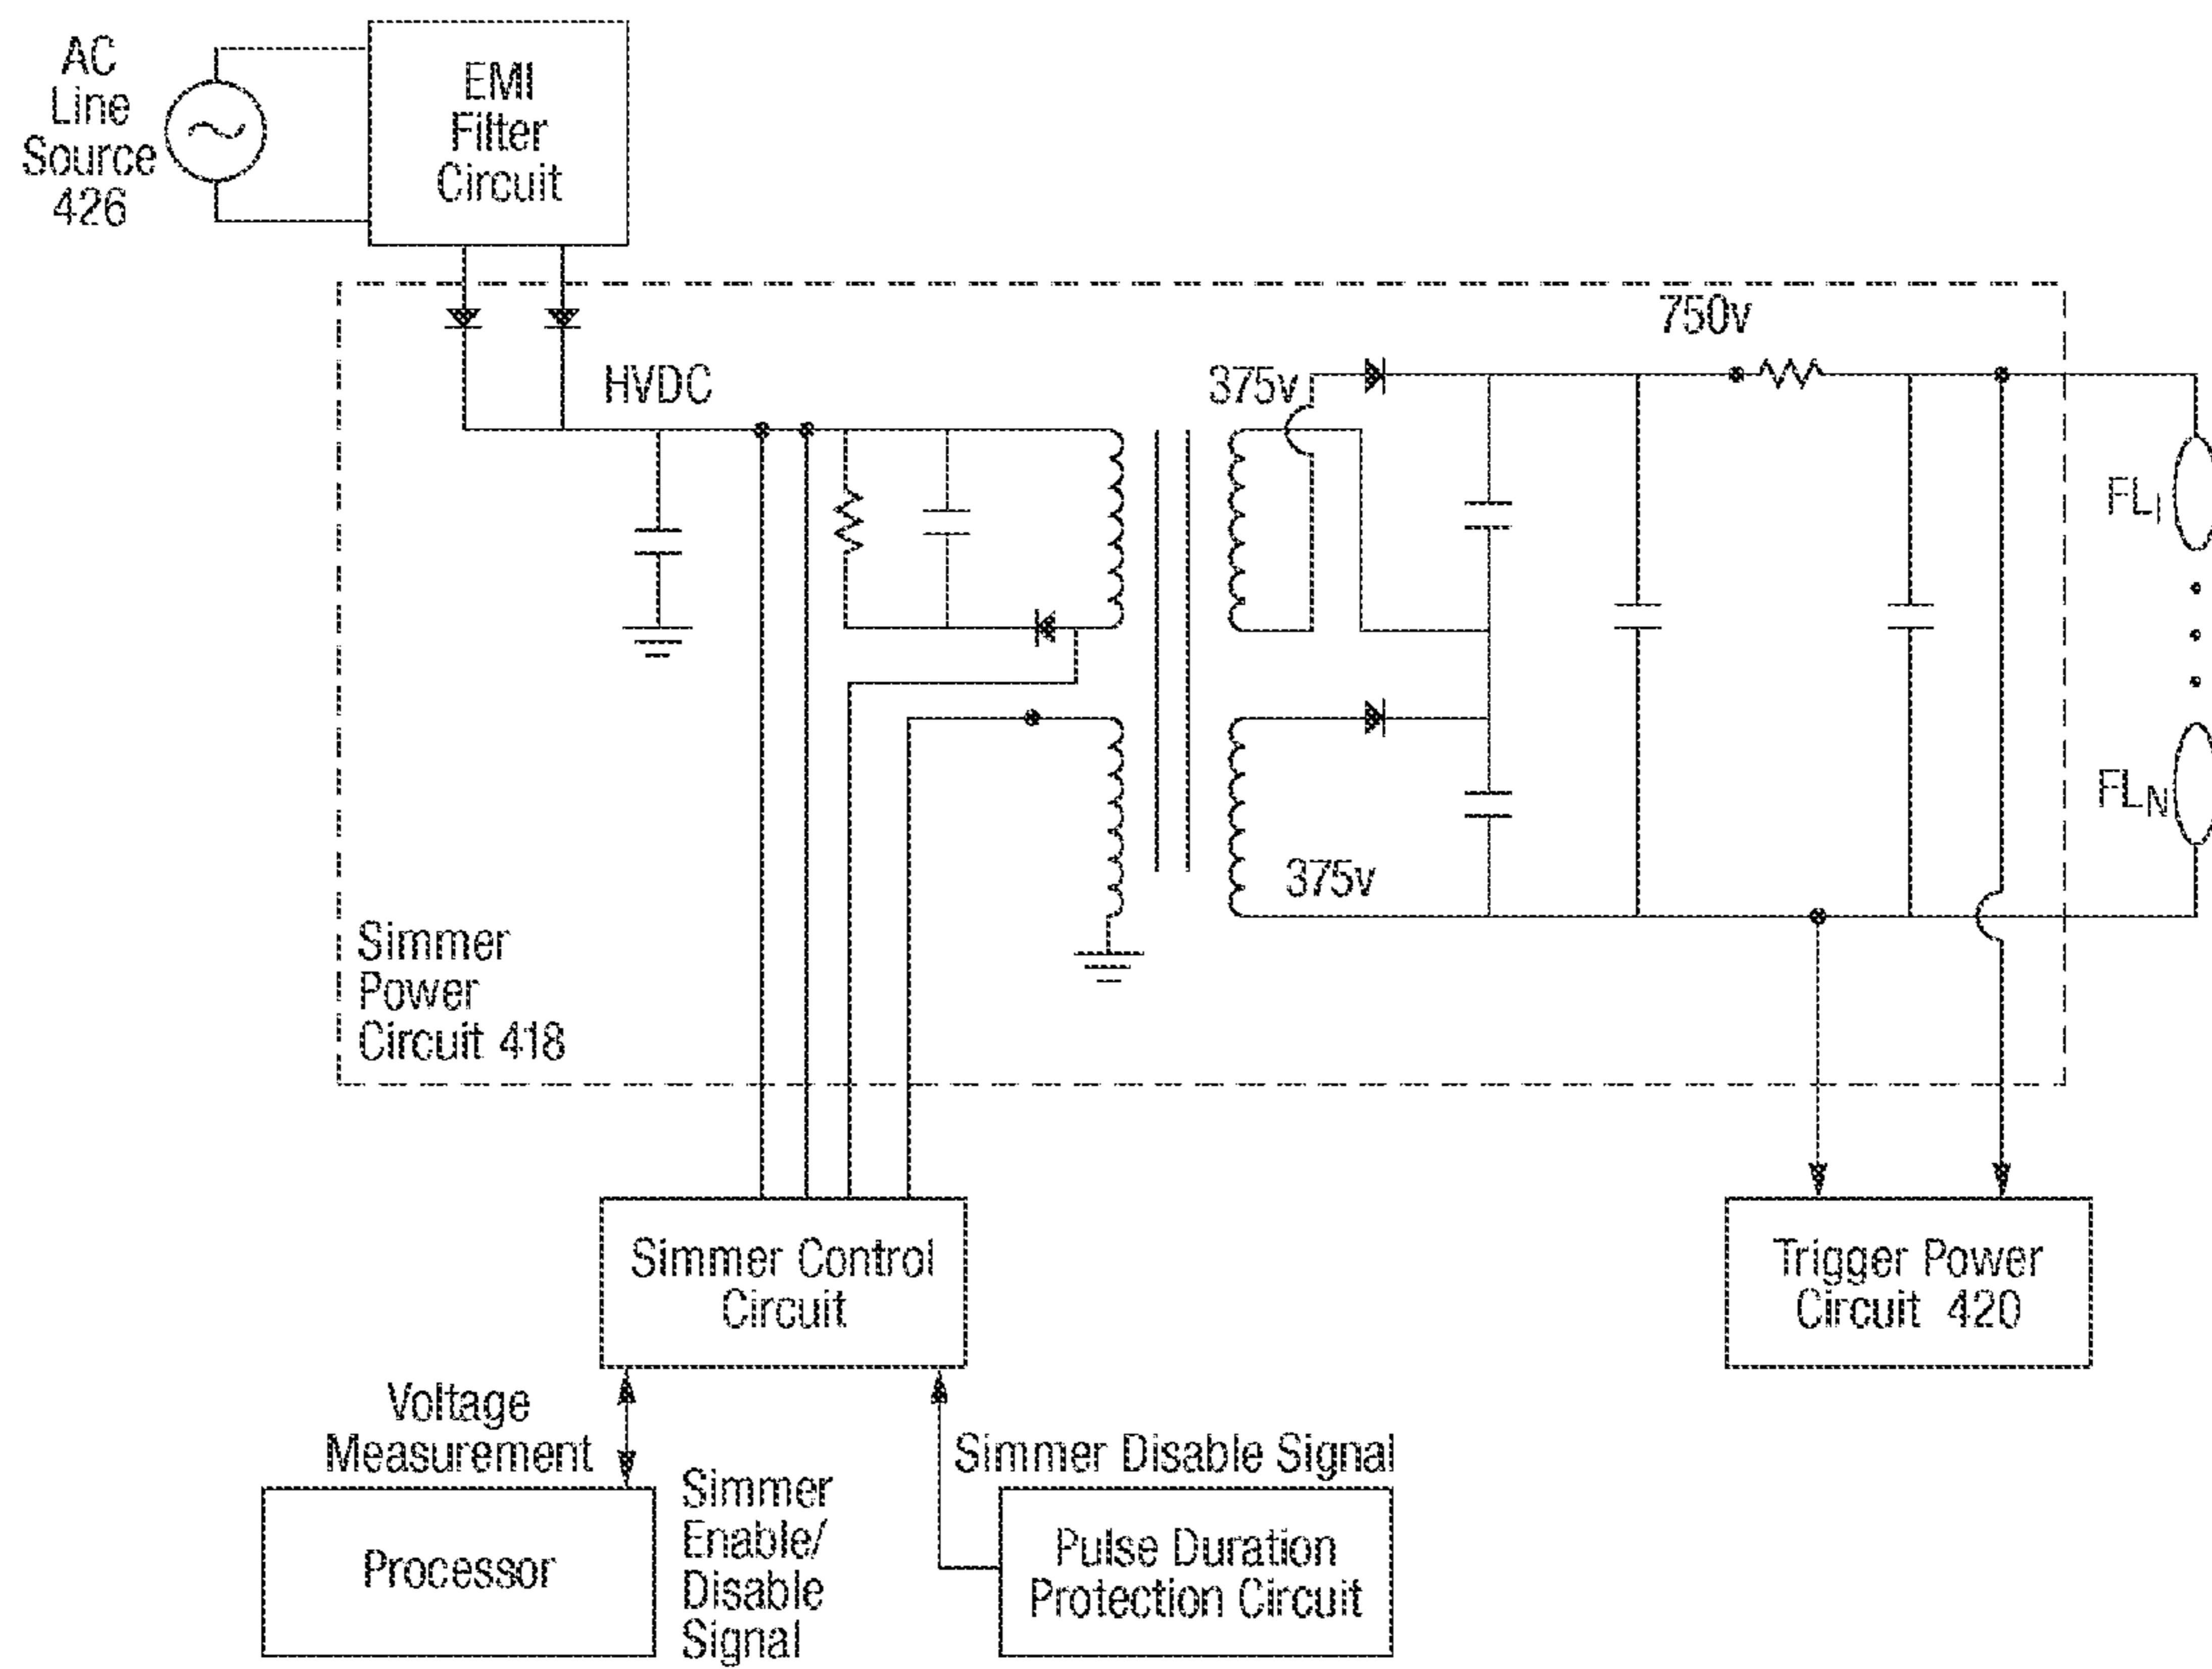 AC
Line
Source
426
EMI
Filter
Circuit
HVDC
375v
750v
FL1
FLN
375v
Simmer
Power
Circuit 418
Simmer Control
Circuit
Trigger Power
Circuit 420
Voltage
Measurement
Simmer
Enable/
Disable
Signal
Simmer Disable Signal
Processor
Pulse Duration
Protection Circuit